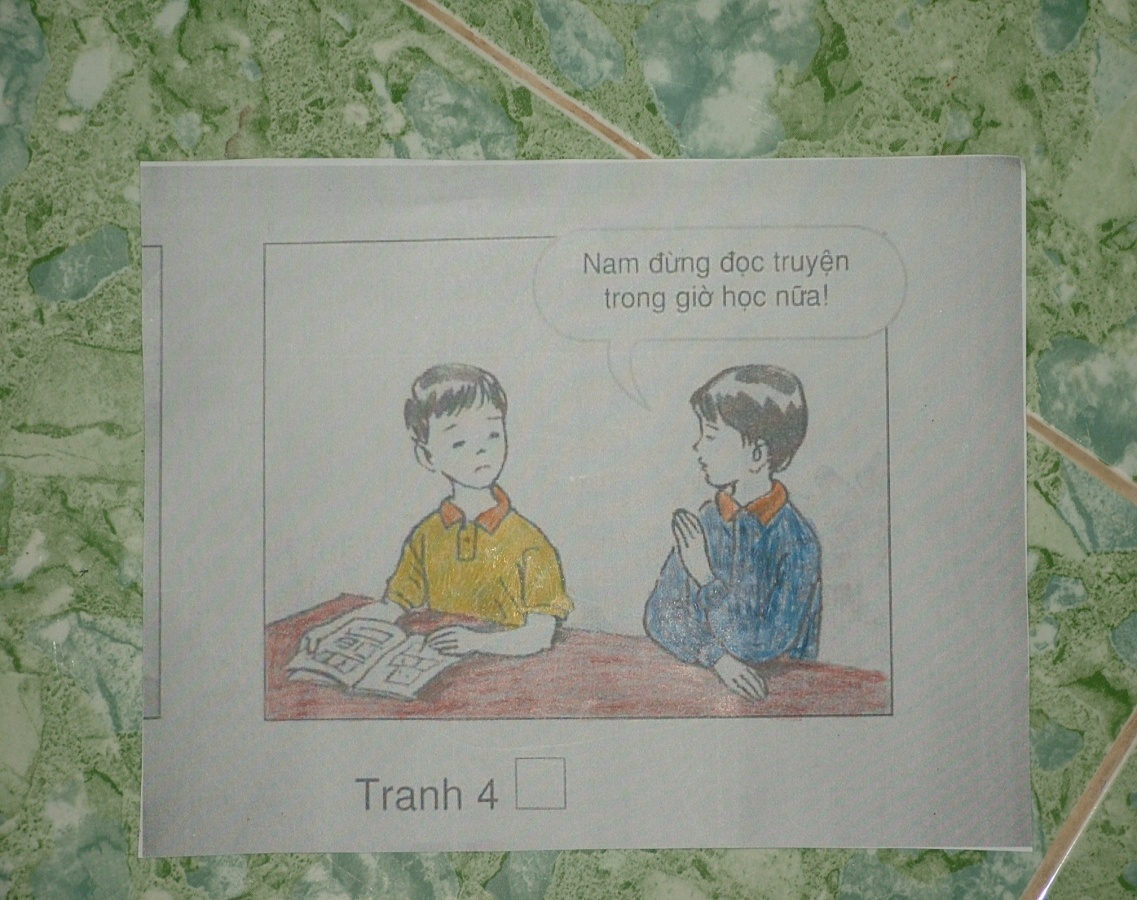 Nam đừng đọc truyện
trong giờ học nữa!
Tranh 4